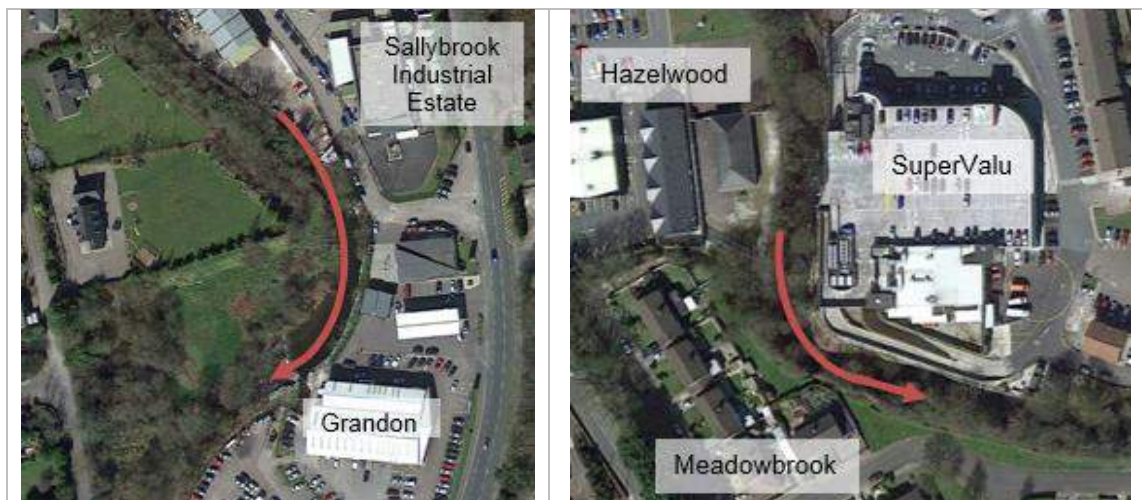 Sallybrook
Industrial
Estate
Grandon
Hazelwood
SuperValu
Meadowbrook